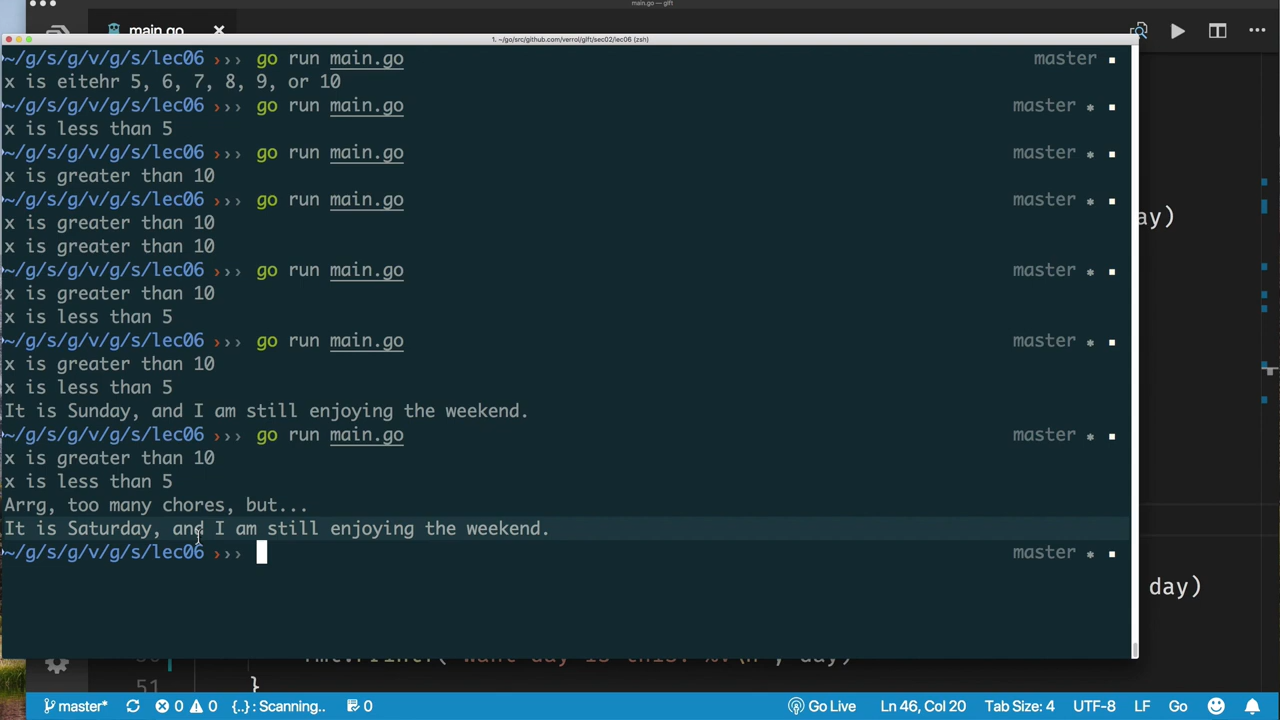 main.go — gift
main.go
1. ~/go/src/github.com/verrol/gift/sec02/lec06 (zsh)
~/g/s/g/v/g/s/lec06 ››› go run main.go master
x is eitehr 5, 6, 7, 8, 9, or 10
~/g/s/g/v/g/s/lec06 ››› go run main.go master *
x is less than 5
~/g/s/g/v/g/s/lec06 ››› go run main.go master *
x is greater than 10
~/g/s/g/v/g/s/lec06 ››› go run main.go master *
x is greater than 10
x is greater than 10
~/g/s/g/v/g/s/lec06 ››› go run main.go master *
x is greater than 10
x is less than 5
~/g/s/g/v/g/s/lec06 ››› go run main.go master *
x is greater than 10
x is less than 5
It is Sunday, and I am still enjoying the weekend.
~/g/s/g/v/g/s/lec06 ››› go run main.go master *
x is greater than 10
x is less than 5
Arrg, too many chores, but...
It is Saturday, and I am still enjoying the weekend.
~/g/s/g/v/g/s/lec06 ››› master *
ay)
day)
51 }
master* 0 0 {..} : Scanning.. 0 Go Live Ln 46, Col 20 Tab Size: 4 UTF-8 LF Go